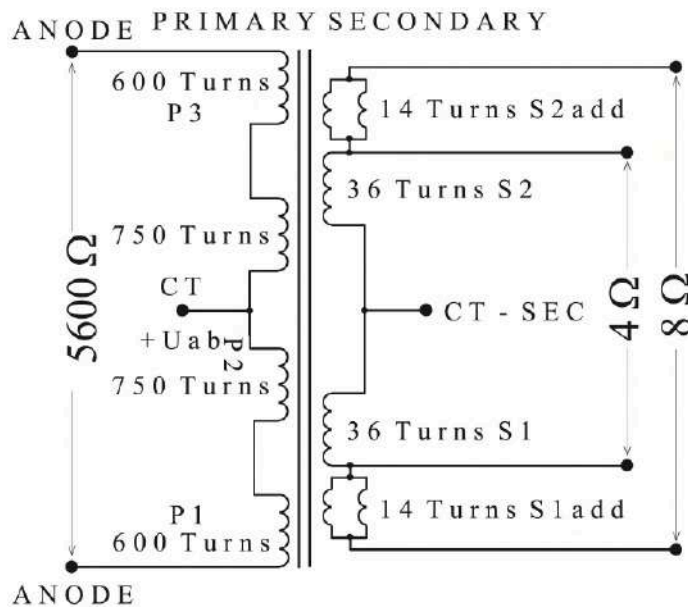 PRIMARY SECONDARY
ANODE
600 Turns
P3
750 Turns
CT
+Uab
P2
750 Turns
P1
600 Turns
ANODE
5600 Ω
14 Turns S2add
36 Turns S2
CT - SEC
36 Turns S1
14 Turns S1add
4 Ω
8 Ω